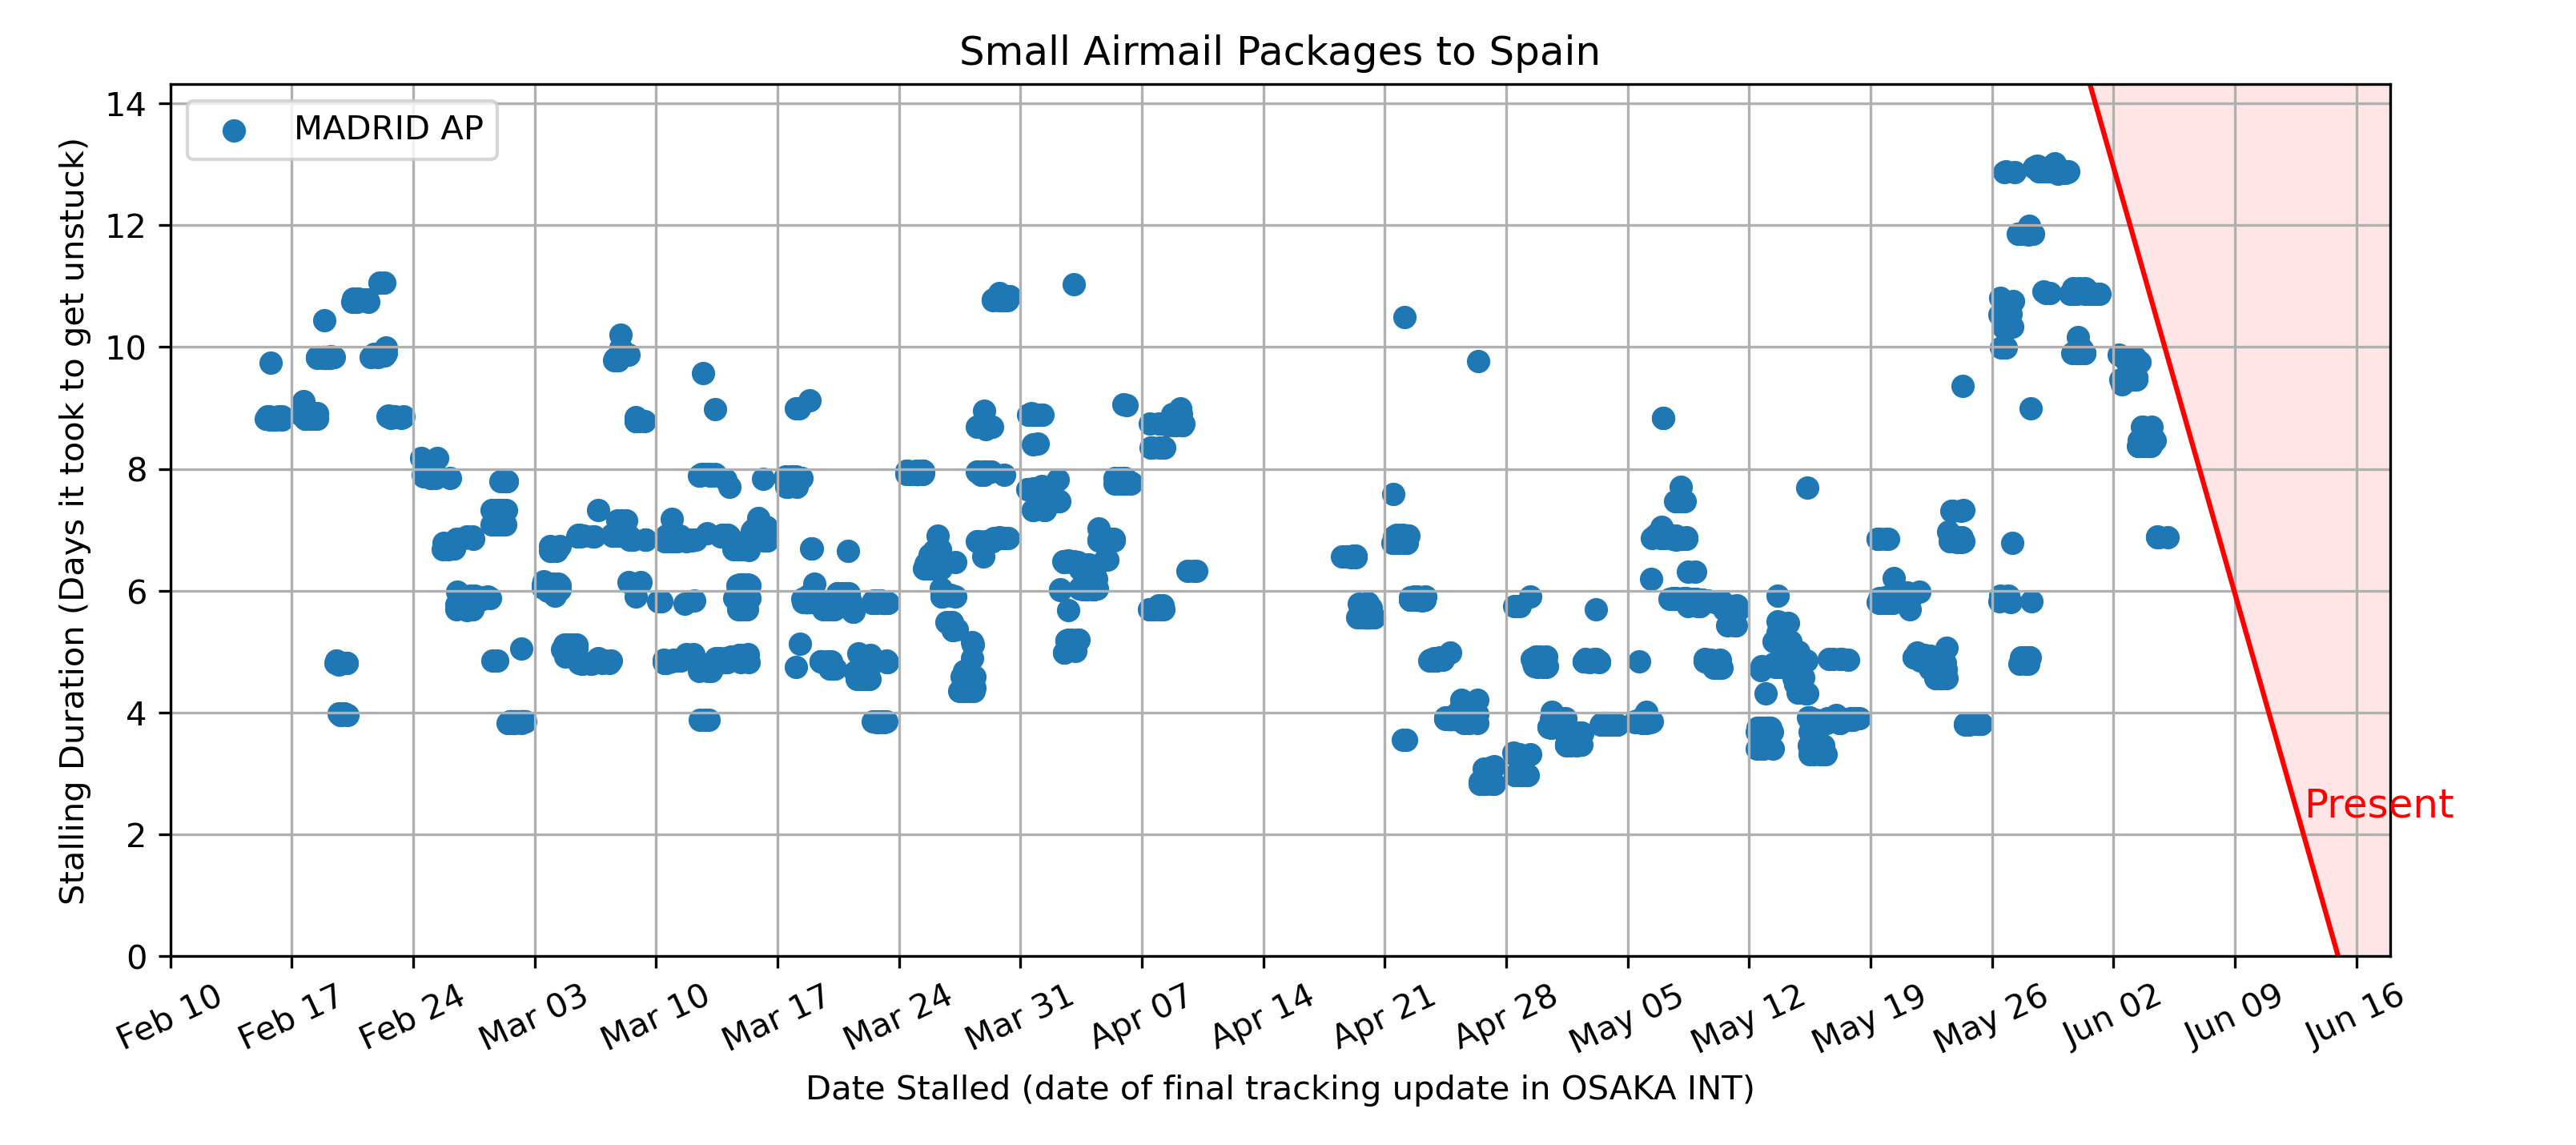 Small Airmail Packages to Spain
MADRID AP
Stalling Duration (Days it took to get unstuck)
14
12
10
8
6
4
2
0
Present
Feb 10
Feb 17
Feb 24
Mar 03
Mar 10
Mar 17
Mar 24
Mar 31
Apr 07
Apr 14
Apr 21
Apr 28
May 05
May 12
May 19
May 26
Jun 02
Jun 09
Jun 16
Date Stalled (date of final tracking update in OSAKA INT)